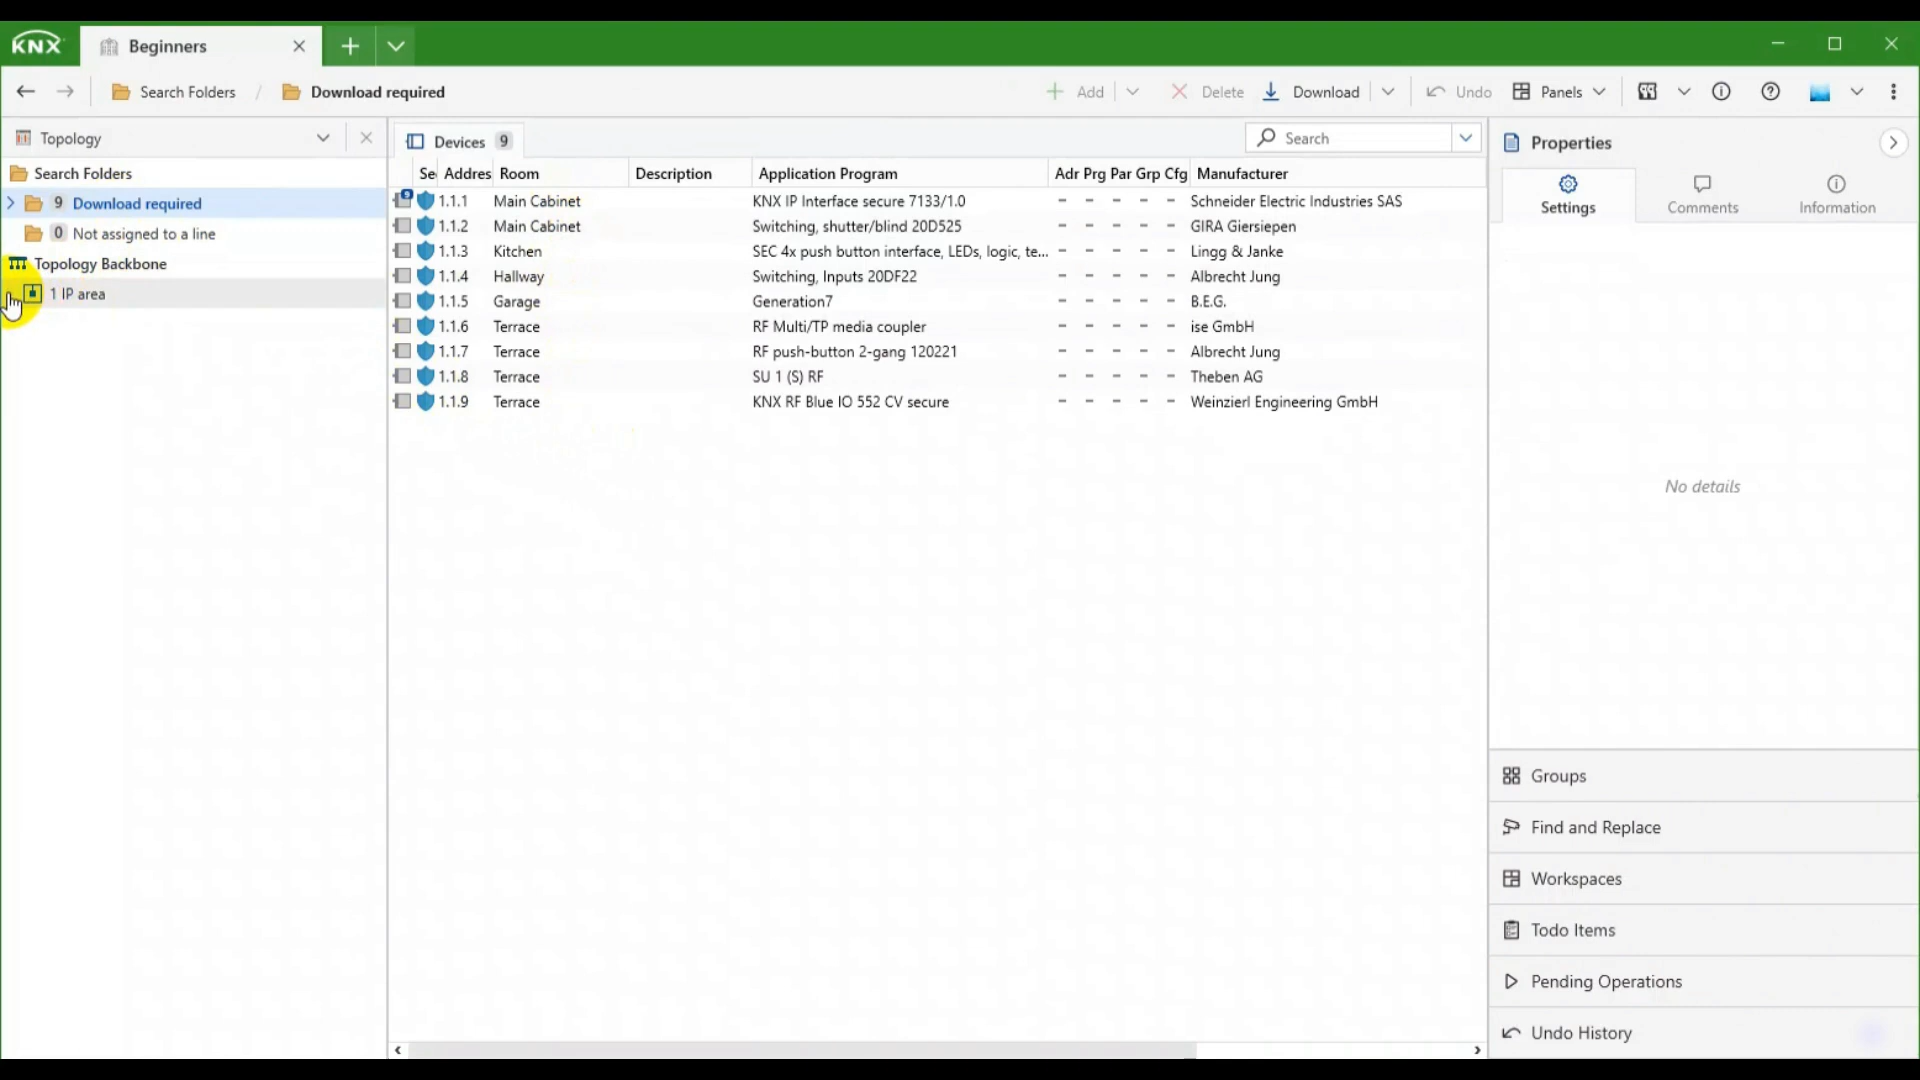 KNX Beginners
Search Folders / Download required Add Delete Download Undo Panels
Topology
Search Folders
9 Download required
0 Not assigned to a line
Topology Backbone
1 IP area
Devices 9 Search
Se Addres Room Description Application Program Adr Prg Par Grp Cfg Manufacturer
1.1.1 Main Cabinet KNX IP Interface secure 7133/1.0 - - - - - Schneider Electric Industries SAS
1.1.2 Main Cabinet Switching, shutter/blind 20D525 - - - - - GIRA Giersiepen
1.1.3 Kitchen SEC 4x push button interface, LEDs, logic, te... - - - - - Lingg & Janke
1.1.4 Hallway Switching, Inputs 20DF22 - - - - - Albrecht Jung
1.1.5 Garage Generation7 - - - - - B.E.G.
1.1.6 Terrace RF Multi/TP media coupler - - - - - ise GmbH
1.1.7 Terrace RF push-button 2-gang 120221 - - - - - Albrecht Jung
1.1.8 Terrace SU 1 (S) RF - - - - - Theben AG
1.1.9 Terrace KNX RF Blue IO 552 CV secure - - - - - Weinzierl Engineering GmbH
Properties
Settings Comments Information
No details
Groups
Find and Replace
Workspaces
Todo Items
Pending Operations
Undo History